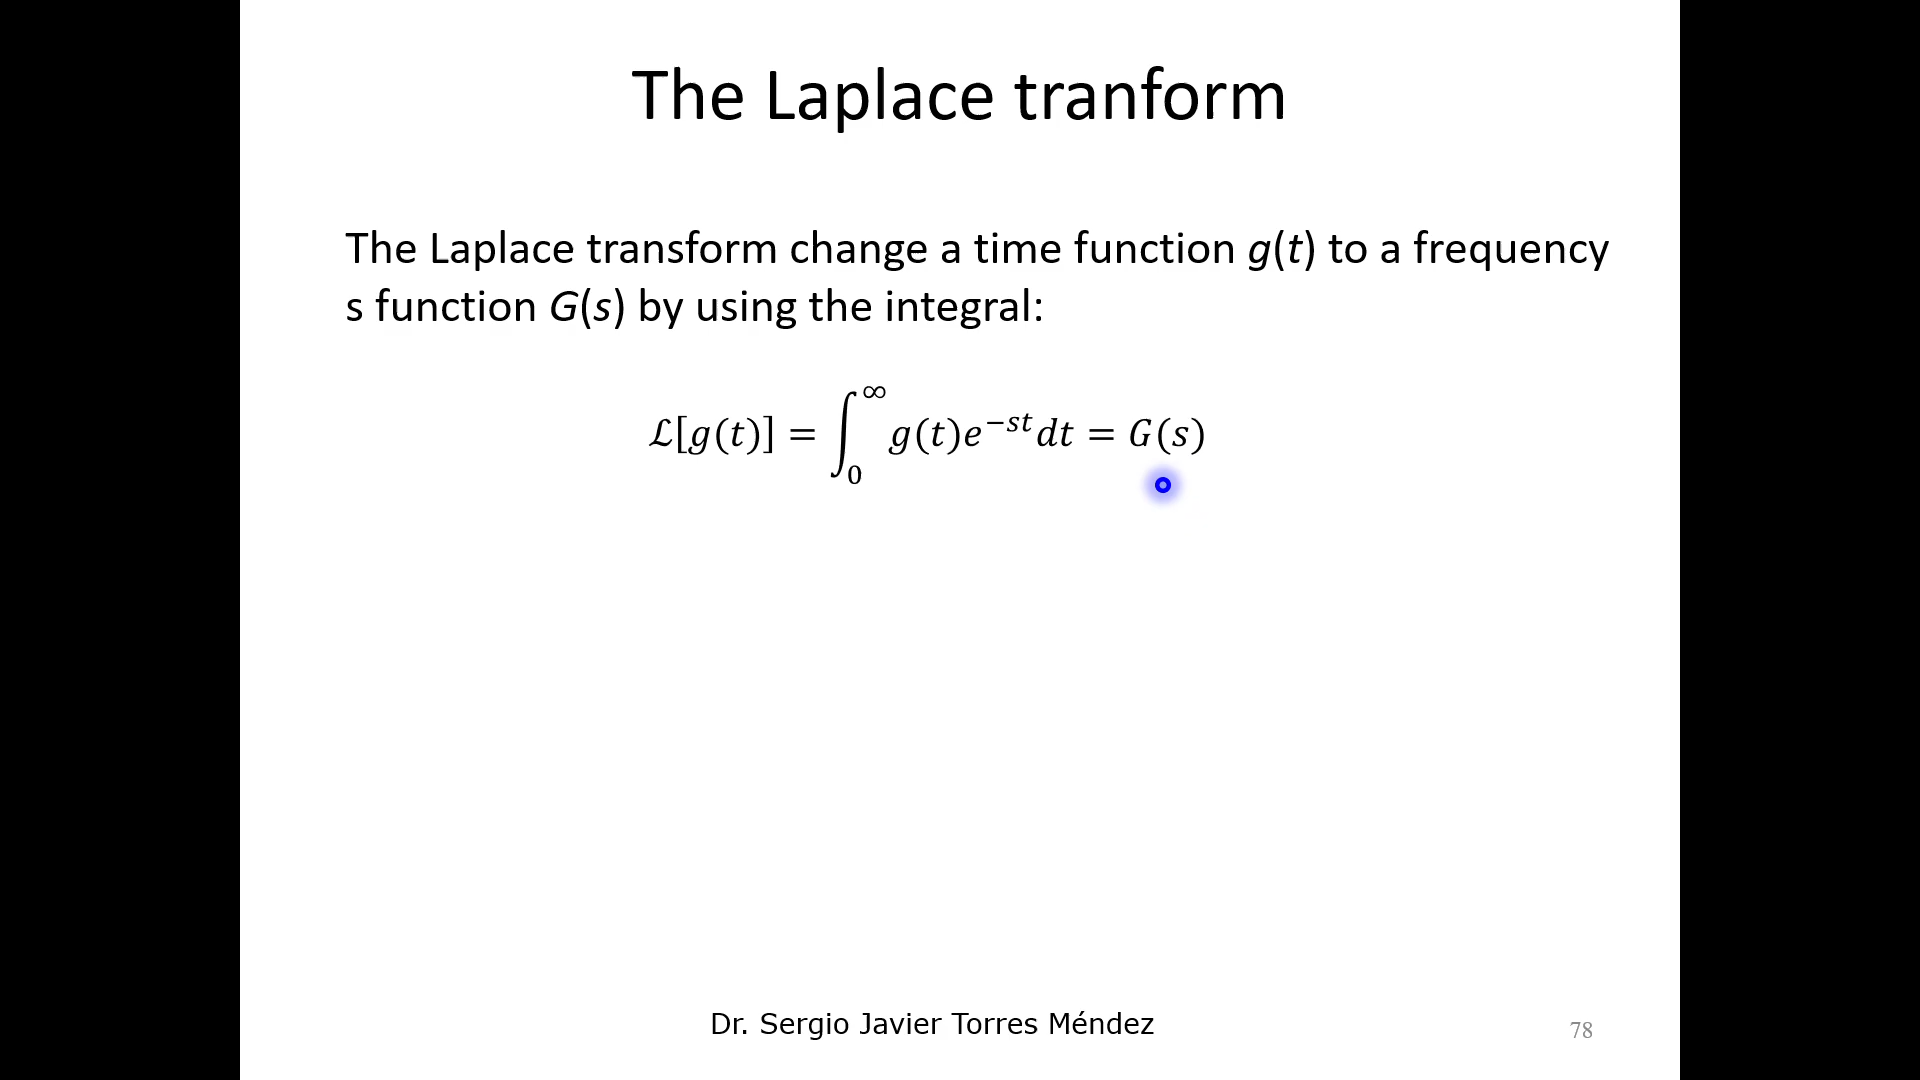 The Laplace tranform
The Laplace transform change a time function g(t) to a frequency
s function G(s) by using the integral:
ℒ[g(t)] = ∫₀^∞ g(t)e^{−st}dt = G(s)
Dr. Sergio Javier Torres Méndez
78